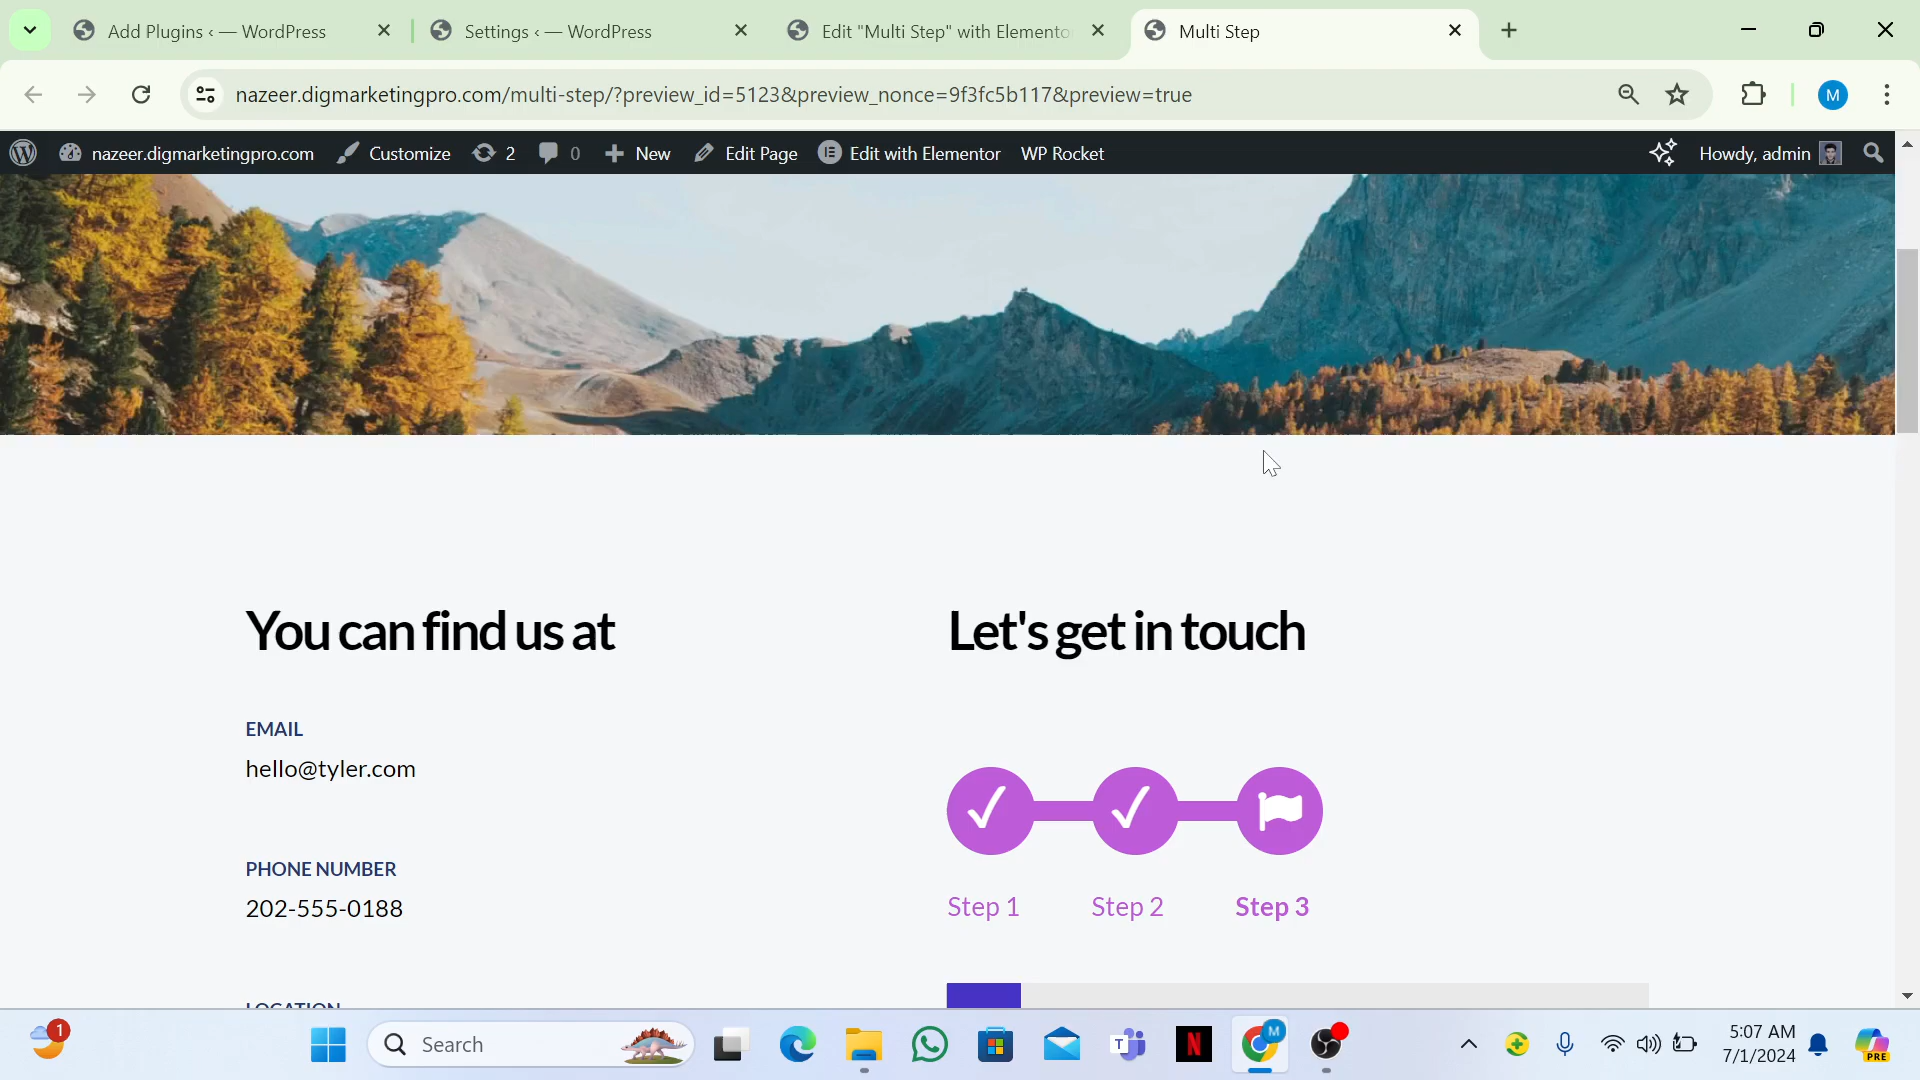 Add Plugins ‹ — WordPress
Settings ‹ — WordPress
Edit "Multi Step" with Elemento
Multi Step
nazeer.digmarketingpro.com/multi-step/?preview_id=5123&preview_nonce=9f3fc5b117&preview=true
M
nazeer.digmarketingpro.com
Customize
2
0
New
Edit Page
Edit with Elementor
WP Rocket
Howdy, admin
You can find us at
Let's get in touch
EMAIL
hello@tyler.com
PHONE NUMBER
202-555-0188
Step 1
Step 2
Step 3
LOCATION
1
Search
T
N
M
5:07 AM
7/1/2024
PRE